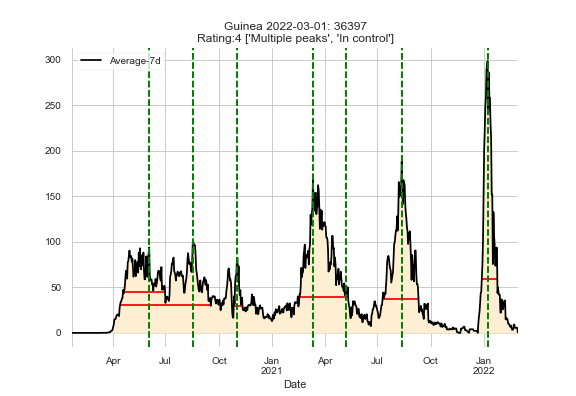 Guinea 2022-03-01: 36397
Rating:4 ['Multiple peaks', 'In control']
Average-7d
300
250
200
150
100
50
0
Apr Jul Oct Jan Apr Jul Oct Jan
2021 2022
Date